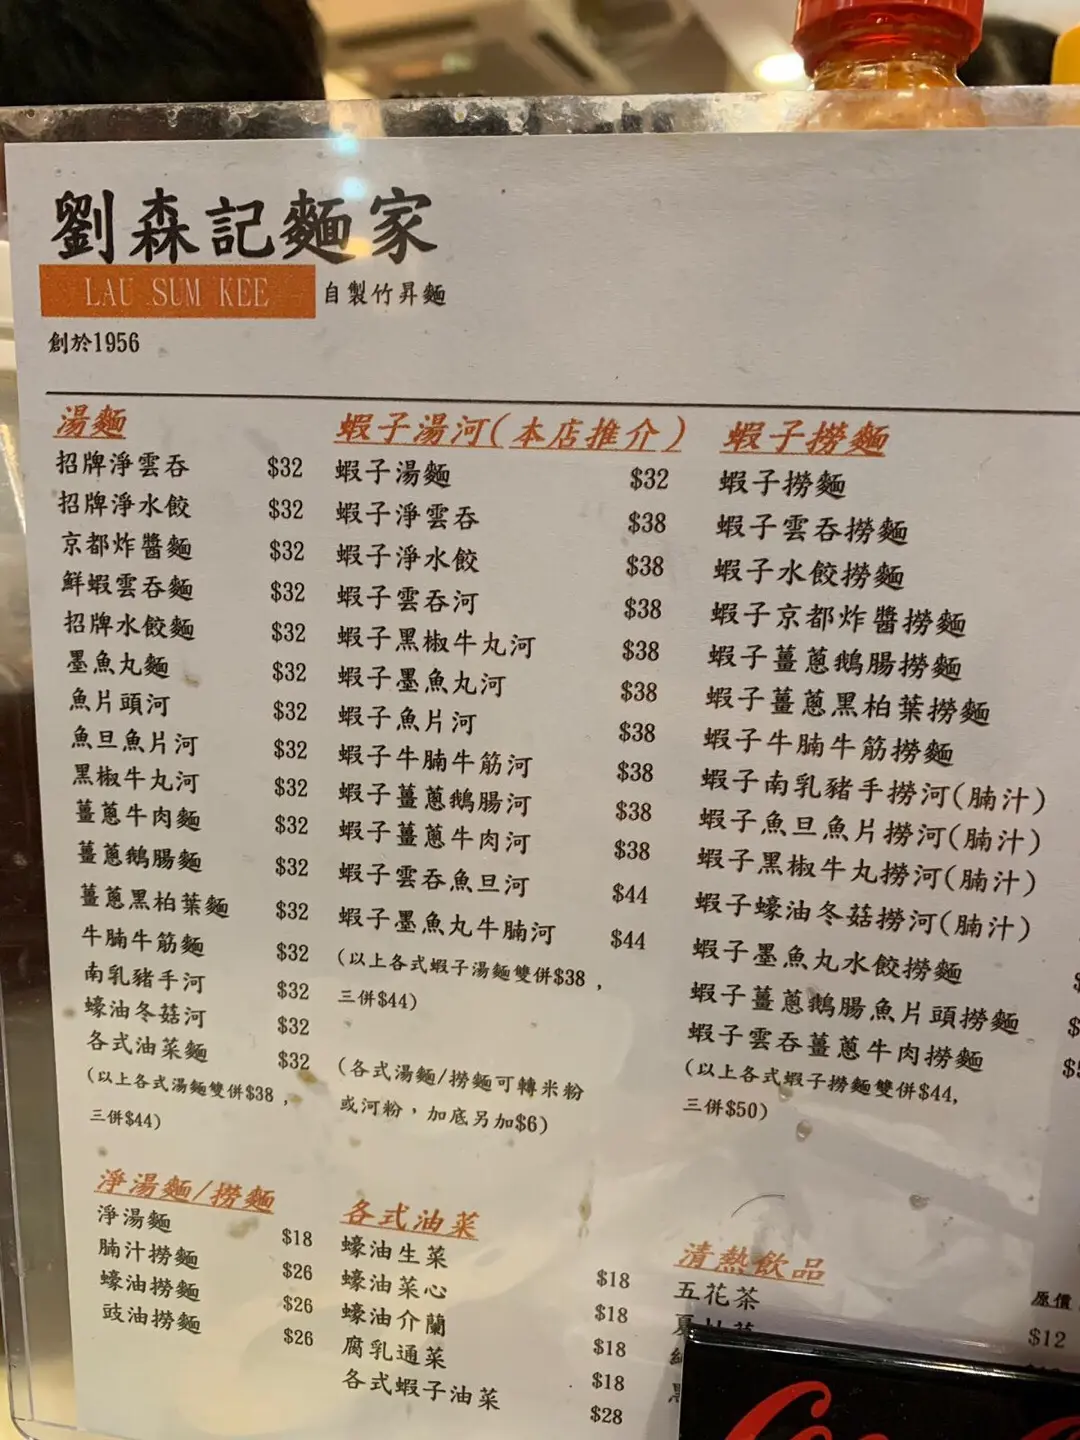 劉森記麵家
LAU SUM KEE 自製竹昇麵
創於1956
湯麵
招牌淨雲吞 $32
招牌淨水餃 $32
京都炸醬麵 $32
鮮蝦雲吞麵 $32
招牌水餃麵 $32
墨魚丸麵 $32
魚片頭河 $32
魚旦魚片河 $32
黑椒牛丸河 $32
薑蔥牛肉麵 $32
薑蔥鵝腸麵 $32
薑蔥黑柏葉麵 $32
牛腩牛筋麵 $32
南乳豬手河 $32
蠔油冬菇河 $32
各式油菜麵 $32
(以上各式湯麵雙併$38，
三併$44)
蝦子湯河(本店推介)
蝦子湯麵 $32
蝦子淨雲吞 $38
蝦子淨水餃 $38
蝦子雲吞河 $38
蝦子黑椒牛丸河 $38
蝦子墨魚丸河 $38
蝦子魚片河 $38
蝦子牛腩牛筋河 $38
蝦子薑蔥鵝腸河 $38
蝦子薑蔥牛肉河 $38
蝦子雲吞魚旦河 $44
蝦子墨魚丸牛腩河 $44
(以上各式蝦子湯麵雙併$38，
三併$44)
(各式湯麵/撈麵可轉米粉
或河粉，加底另加$6)
蝦子撈麵
蝦子撈麵
蝦子雲吞撈麵
蝦子水餃撈麵
蝦子京都炸醬撈麵
蝦子薑蔥鵝腸撈麵
蝦子薑蔥黑柏葉撈麵
蝦子牛腩牛筋撈麵
蝦子南乳豬手撈河(腩汁)
蝦子魚旦魚片撈河(腩汁)
蝦子黑椒牛丸撈河(腩汁)
蝦子蠔油冬菇撈河(腩汁)
蝦子墨魚丸水餃撈麵
蝦子薑蔥鵝腸魚片頭撈麵
蝦子雲吞薑蔥牛肉撈麵
(以上各式蝦子撈麵雙併$44,
三併$50)
淨湯麵/撈麵
淨湯麵 $18
腩汁撈麵 $26
蠔油撈麵 $26
豉油撈麵 $26
各式油菜
蠔油生菜 $18
蠔油菜心 $18
蠔油介蘭 $18
腐乳通菜 $18
各式蝦子油菜 $28
清熱飲品
原價
五花茶 $12